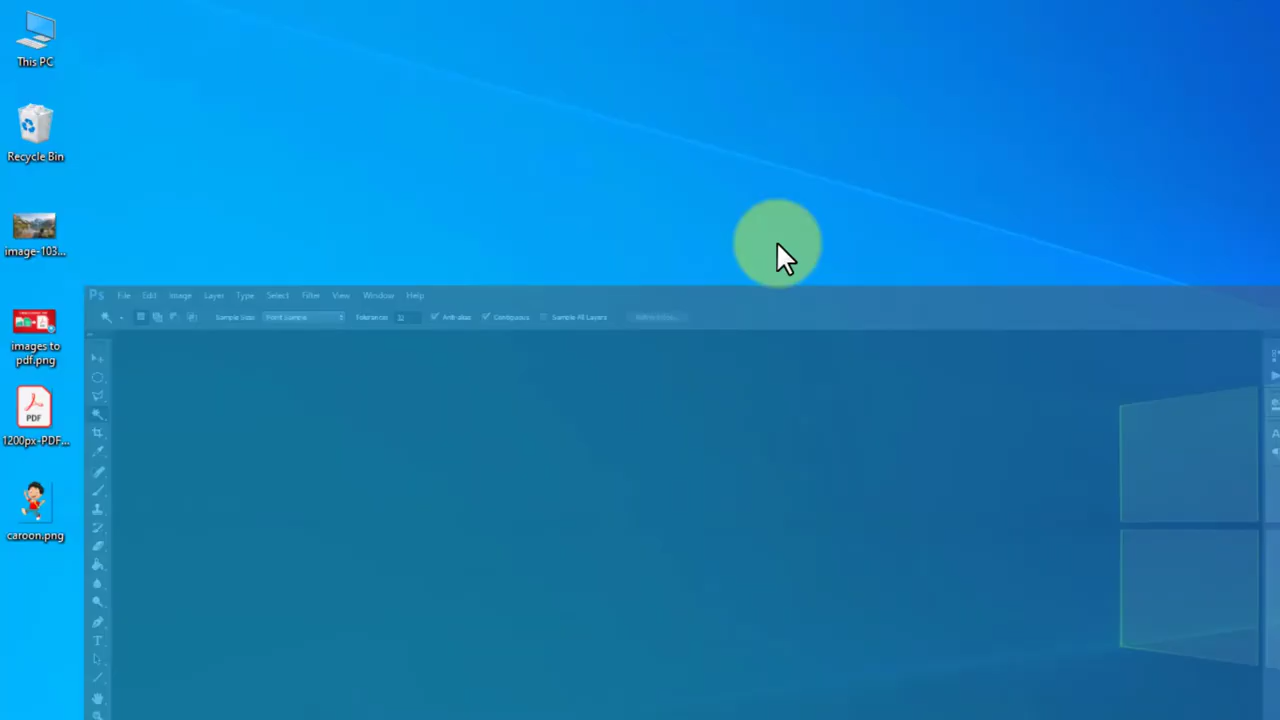 This PC
Recycle Bin
image-103...
images to
pdf.png
PDF
1200px-PDF...
caroon.png
Ps File Edit Image Layer Type Select Filter View Window Help
Sample Size: Point Sample Tolerance: 32 Anti-alias Contiguous Sample All Layers